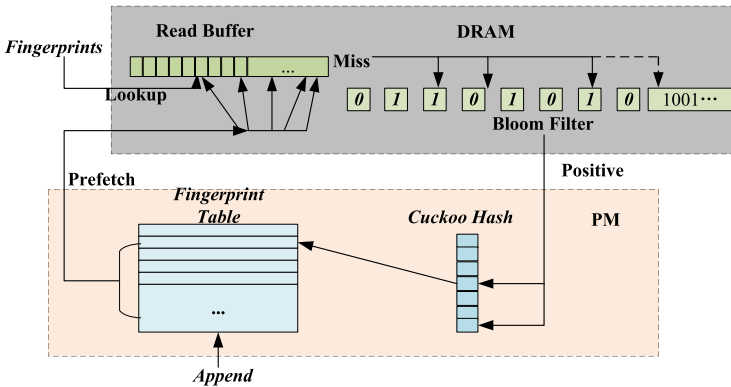 Read Buffer
DRAM
Fingerprints
...
Miss
Lookup
0 1 1 0 1 0 1 0 1001...
Bloom Filter
Positive
Prefetch
Fingerprint
Table
Cuckoo Hash
PM
...
Append